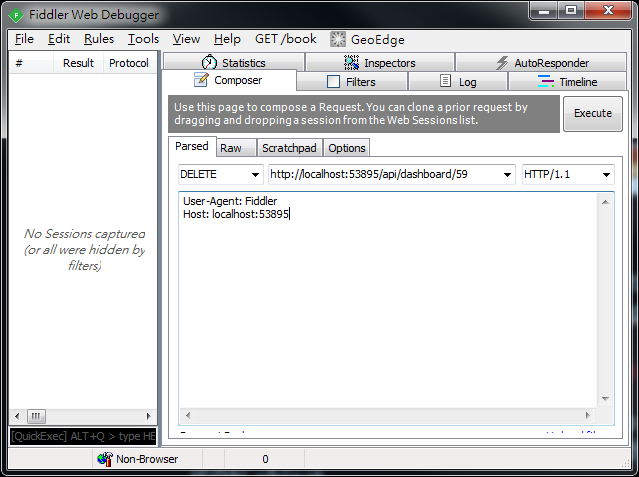 Fiddler Web Debugger
File Edit Rules Tools View Help GET /book GeoEdge
# Result Protocol
Statistics Inspectors AutoResponder
Composer Filters Log Timeline
Use this page to compose a Request. You can clone a prior request by
dragging and dropping a session from the Web Sessions list.
Execute
Parsed Raw Scratchpad Options
DELETE http://localhost:53895/api/dashboard/59 HTTP/1.1
User-Agent: Fiddler
Host: localhost:53895
No Sessions captured
(or all were hidden by
filters)
[QuickExec] ALT+Q > type HE
Non-Browser 0